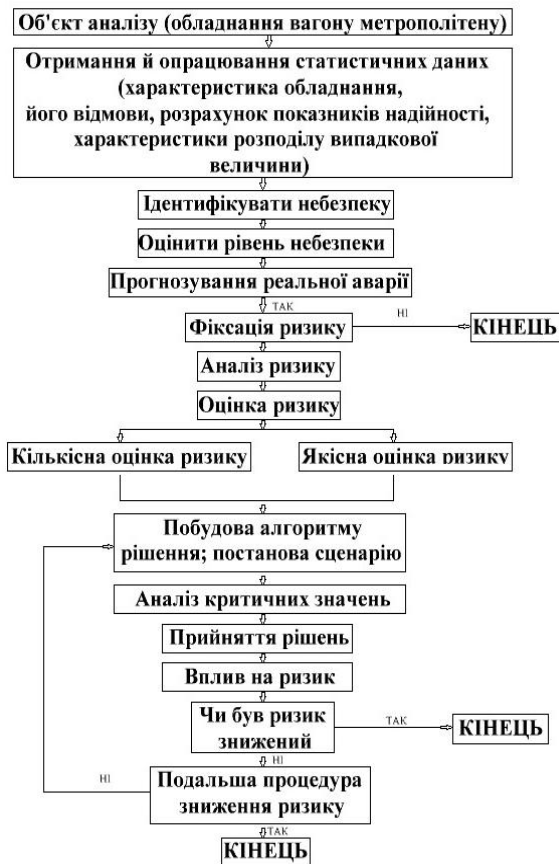 Об'єкт аналізу (обладнання вагону метрополітену)
Отримання й опрацювання статистичних даних
(характеристика обладнання,
його відмови, розрахунок показників надійності,
характеристики розподілу випадкової
величини)
Ідентифікувати небезпеку
Оцінити рівень небезпеки
Прогнозування реальної аварії
ТАК
Фіксація ризику
НІ
КІНЕЦЬ
Аналіз ризику
Оцінка ризику
Кількісна оцінка ризику
Якісна оцінка ризику
Побудова алгоритму
рішення; постанова сценарію
Аналіз критичних значень
Прийняття рішень
Вплив на ризик
Чи був ризик
знижений
ТАК
КІНЕЦЬ
НІ
НІ
Подальша процедура
зниження ризику
ТАК
КІНЕЦЬ